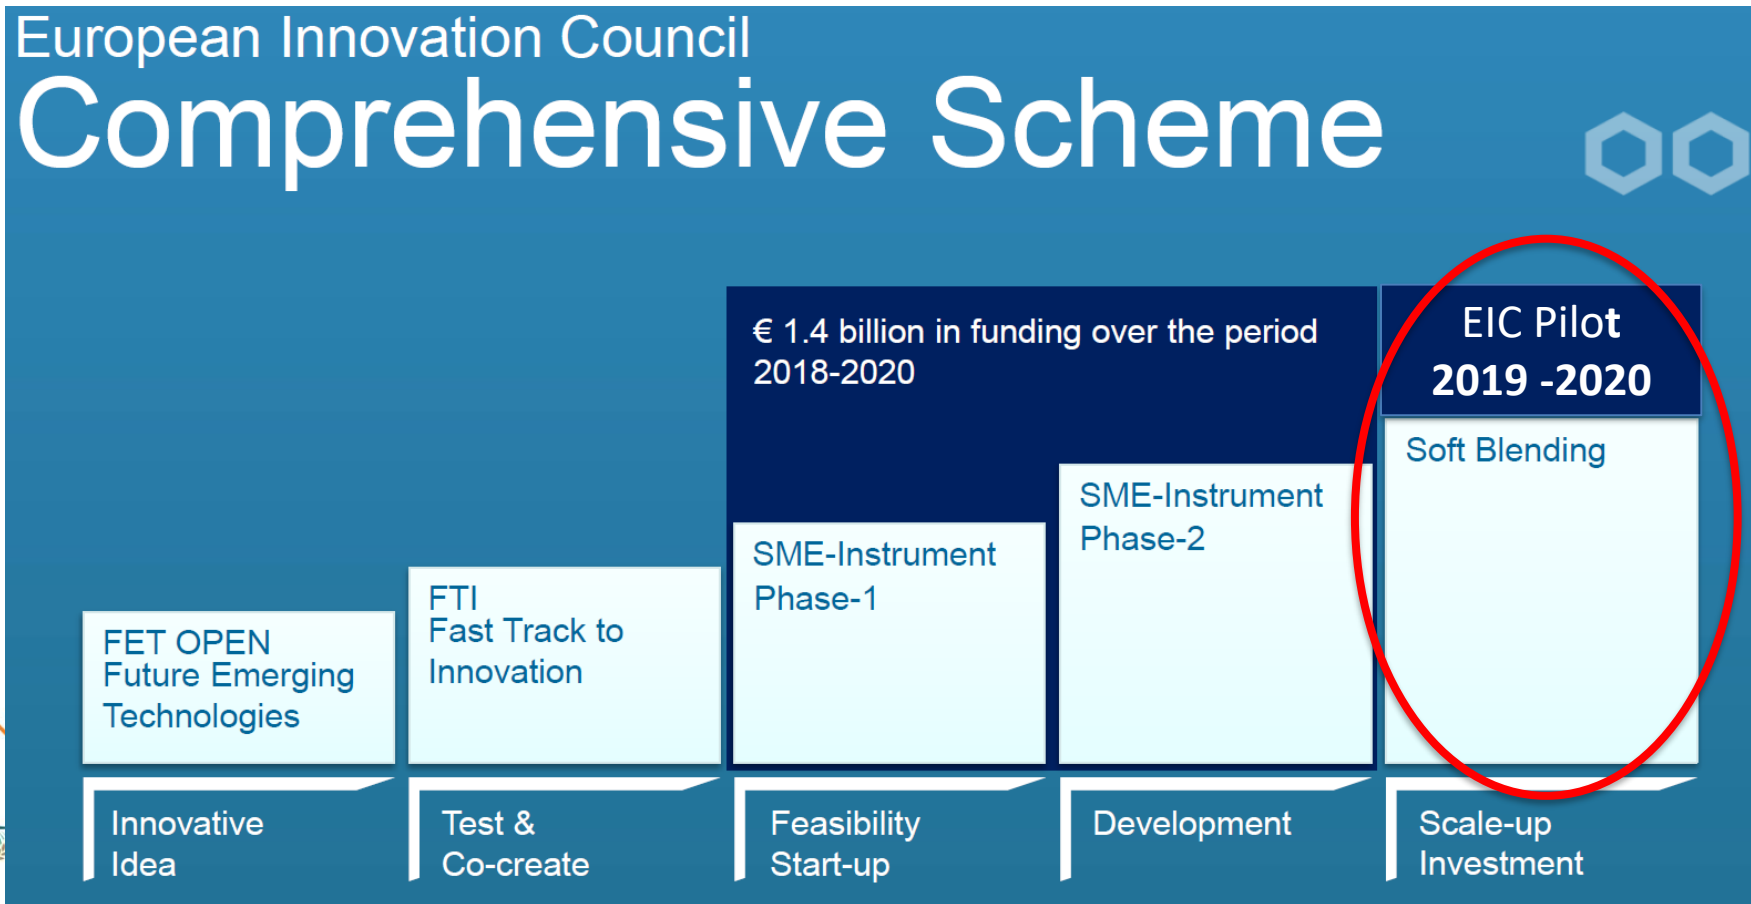 European Innovation Council
Comprehensive Scheme
€ 1.4 billion in funding over the period
2018-2020
EIC Pilot
2019 -2020
Soft Blending
SME-Instrument
Phase-2
SME-Instrument
Phase-1
FTI
Fast Track to
Innovation
FET OPEN
Future Emerging
Technologies
Innovative
Idea
Test &
Co-create
Feasibility
Start-up
Development
Scale-up
Investment